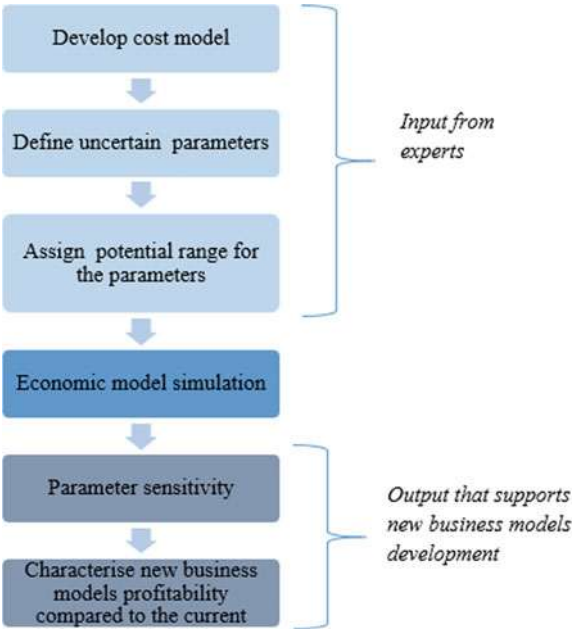 Develop cost model
Define uncertain parameters
Input from
experts
Assign potential range for
the parameters
Economic model simulation
Parameter sensitivity
Output that supports
new business models
development
Characterise new business
models profitability
compared to the current